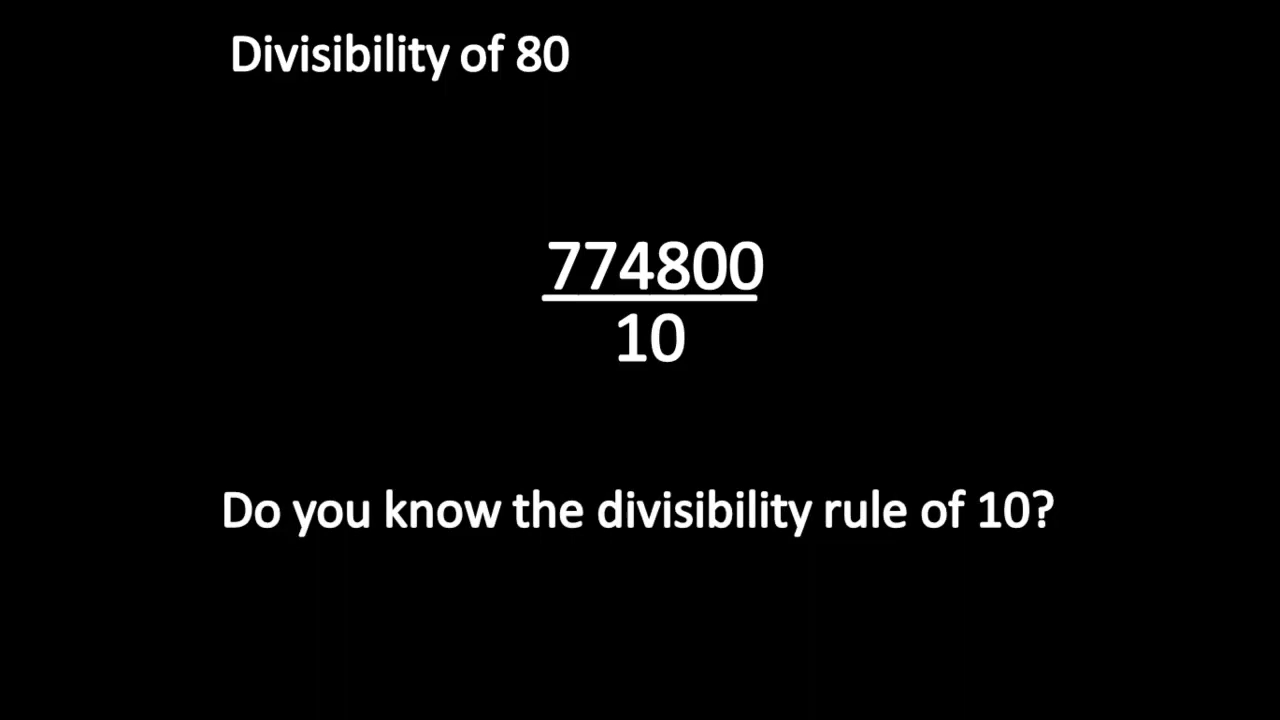 Divisibility of 80
774800
10
Do you know the divisibility rule of 10?